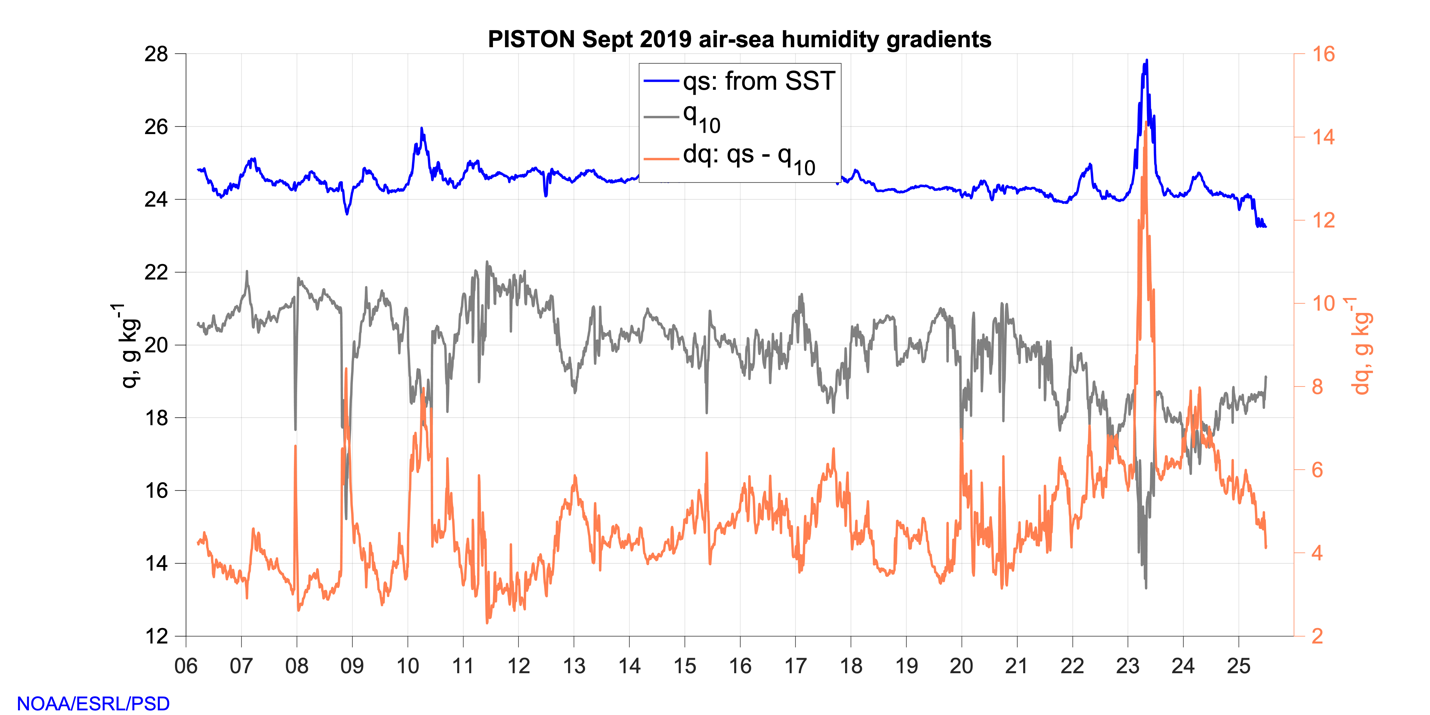 PISTON Sept 2019 air-sea humidity gradients
28
26
24
22
20
18
16
14
12
q, g kg-1
qs: from SST
q10
dq: qs - q10
16
14
12
10
8
6
4
2
dq, g kg-1
06 07 08 09 10 11 12 13 14 15 16 17 18 19 20 21 22 23 24 25
NOAA/ESRL/PSD